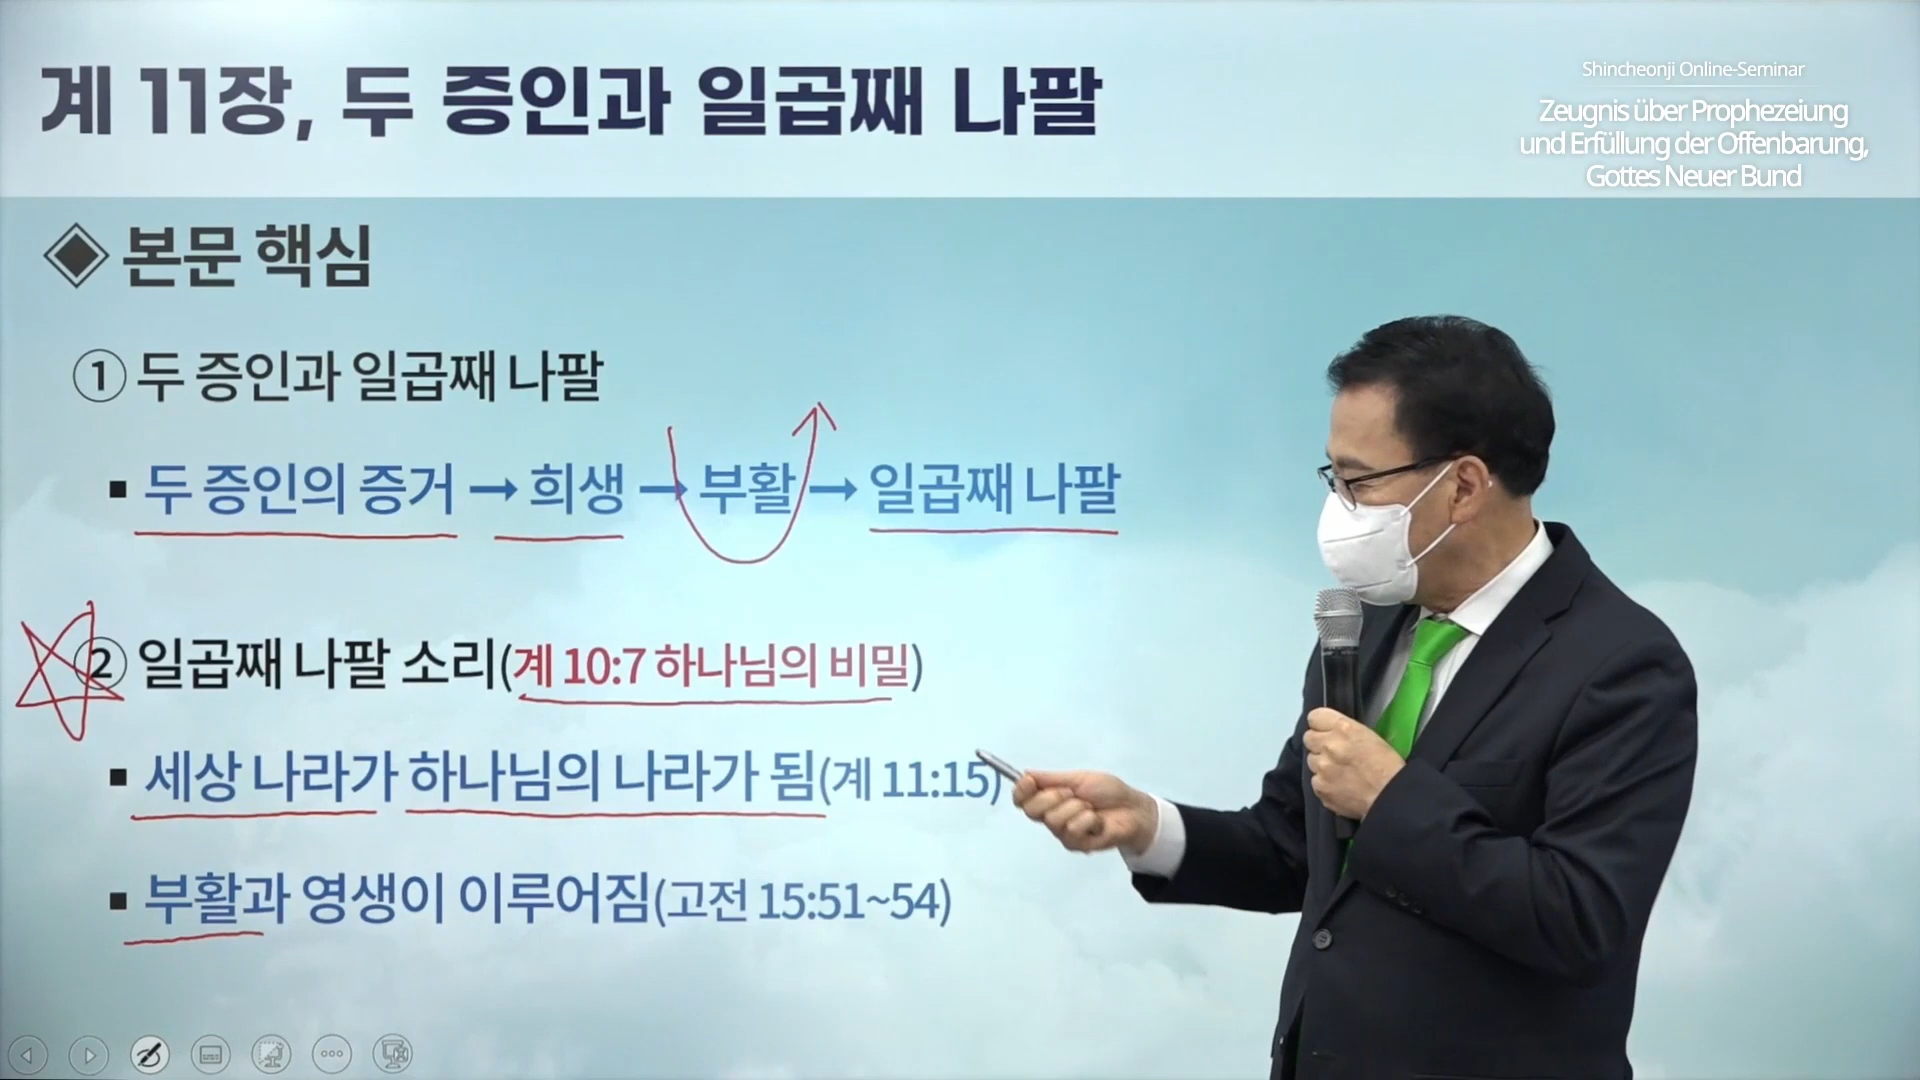 계 11장, 두 증인과 일곱째 나팔
Shincheonji Online-Seminar
Zeugnis über Prophezeiung
und Erfüllung der Offenbarung,
Gottes Neuer Bund
◈ 본문 핵심
① 두 증인과 일곱째 나팔
▪ 두 증인의 증거 → 희생 → 부활 → 일곱째 나팔
② 일곱째 나팔 소리(계 10:7 하나님의 비밀)
▪ 세상 나라가 하나님의 나라가 됨(계 11:15)
▪ 부활과 영생이 이루어짐(고전 15:51~54)